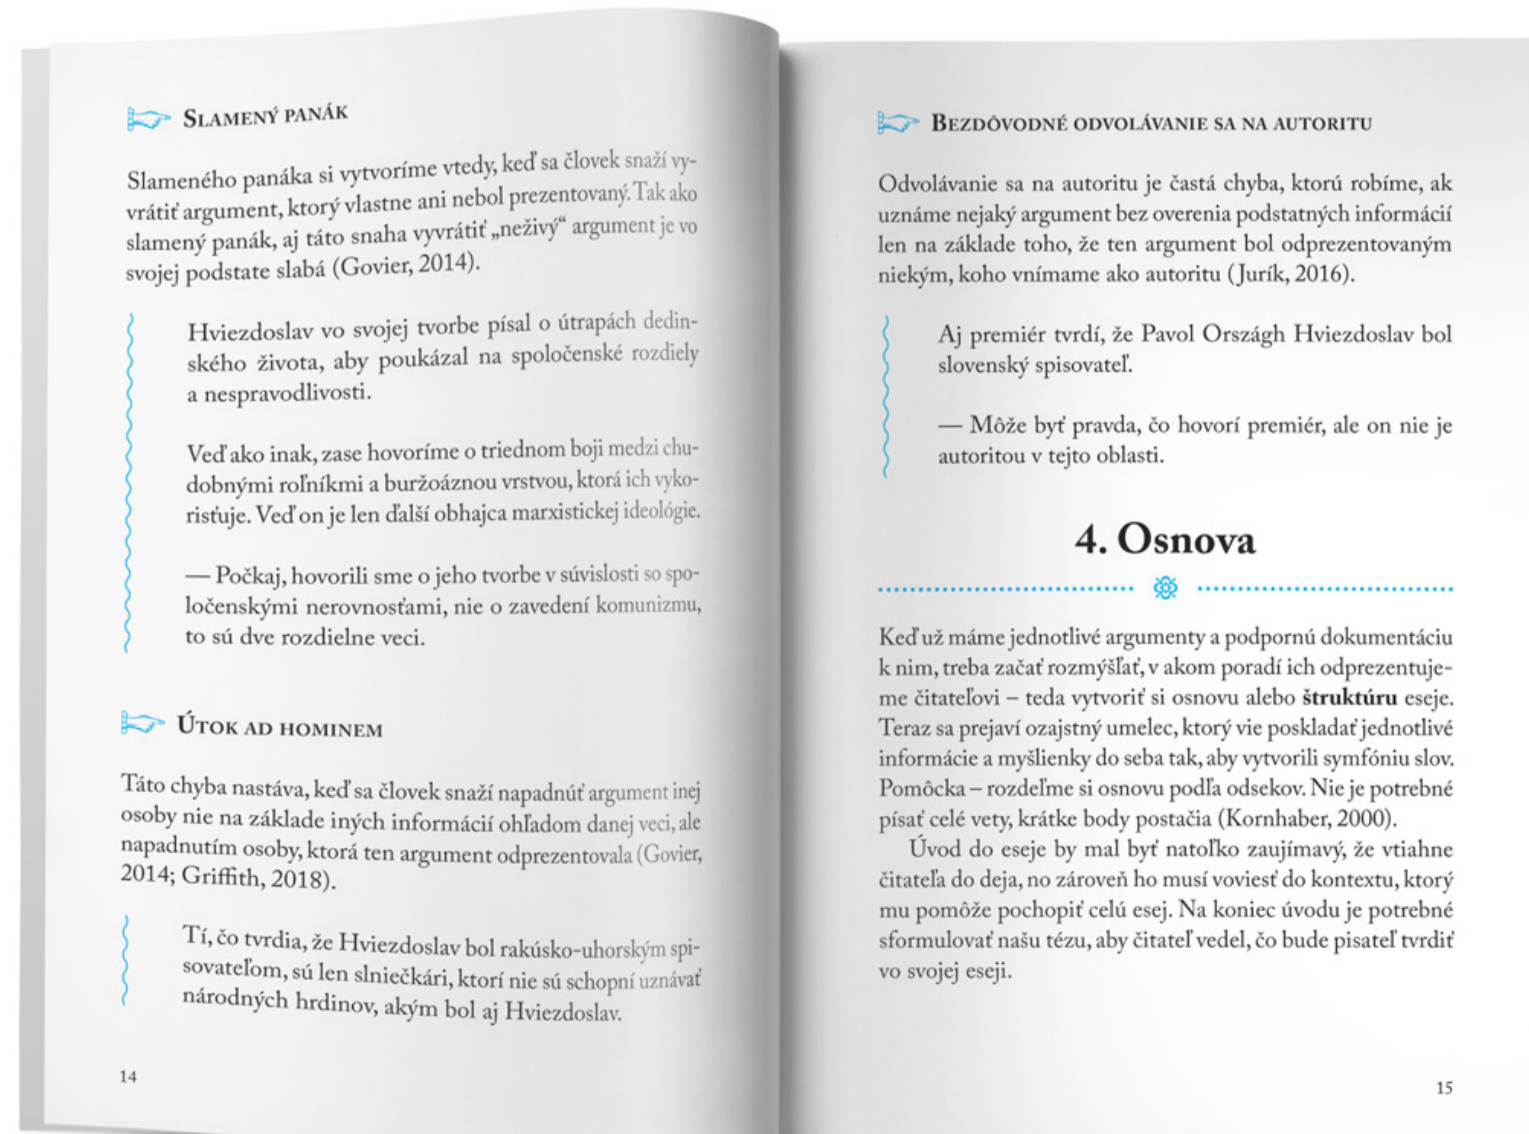 Slamený panák
Slameného panáka si vytvoríme vtedy, keď sa človek snaží vy-
vrátiť argument, ktorý vlastne ani nebol prezentovaný. Tak ako
slamený panák, aj táto snaha vyvrátiť „neživý“ argument je vo
svojej podstate slabá (Govier, 2014).
Hviezdoslav vo svojej tvorbe písal o útrapách dedin-
ského života, aby poukázal na spoločenské rozdiely
a nespravodlivosti.
Veď ako inak, zase hovoríme o triednom boji medzi chu-
dobnými roľníkmi a buržoáznou vrstvou, ktorá ich vyko-
risťuje. Veď on je len ďalší obhajca marxistickej ideológie.
— Počkaj, hovorili sme o jeho tvorbe v súvislosti so spo-
ločenskými nerovnosťami, nie o zavedení komunizmu,
to sú dve rozdielne veci.
Útok ad hominem
Táto chyba nastáva, keď sa človek snaží napadnúť argument inej
osoby nie na základe iných informácií ohľadom danej veci, ale
napadnutím osoby, ktorá ten argument odprezentovala (Govier,
2014; Griffith, 2018).
Tí, čo tvrdia, že Hviezdoslav bol rakúsko-uhorským spi-
sovateľom, sú len slniečkári, ktorí nie sú schopní uznávať
národných hrdinov, akým bol aj Hviezdoslav.
14
Bezdôvodné odvolávanie sa na autoritu
Odvolávanie sa na autoritu je častá chyba, ktorú robíme, ak
uznáme nejaký argument bez overenia podstatných informácií
len na základe toho, že ten argument bol odprezentovaným
niekým, koho vnímame ako autoritu (Jurík, 2016).
Aj premiér tvrdí, že Pavol Országh Hviezdoslav bol
slovenský spisovateľ.
— Môže byť pravda, čo hovorí premiér, ale on nie je
autoritou v tejto oblasti.
4. Osnova
Keď už máme jednotlivé argumenty a podpornú dokumentáciu
k nim, treba začať rozmýšľať, v akom poradí ich odprezentuje-
me čitateľovi – teda vytvoriť si osnovu alebo štruktúru eseje.
Teraz sa prejaví ozajstný umelec, ktorý vie poskladať jednotlivé
informácie a myšlienky do seba tak, aby vytvorili symfóniu slov.
Pomôcka – rozdeľme si osnovu podľa odsekov. Nie je potrebné
písať celé vety, krátke body postačia (Kornhaber, 2000).
Úvod do eseje by mal byť natoľko zaujímavý, že vtiahne
čitateľa do deja, no zároveň ho musí voviesť do kontextu, ktorý
mu pomôže pochopiť celú esej. Na koniec úvodu je potrebné
sformulovať našu tézu, aby čitateľ vedel, čo bude pisateľ tvrdiť
vo svojej eseji.
15